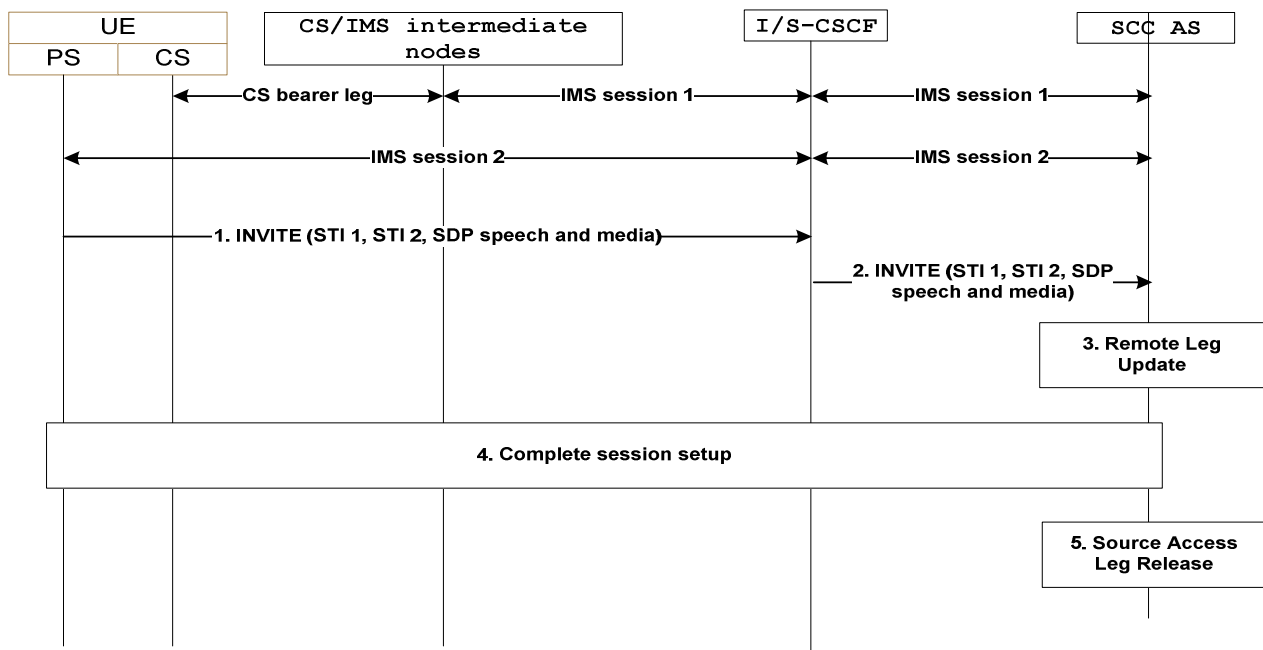 UE
PS
CS
CS/IMS intermediate
nodes
I/S-CSCF
SCC AS
CS bearer leg
IMS session 1
IMS session 1
IMS session 2
IMS session 2
1. INVITE (STI 1, STI 2, SDP speech and media)
2. INVITE (STI 1, STI 2, SDP
speech and media)
3. Remote Leg
Update
4. Complete session setup
5. Source Access
Leg Release